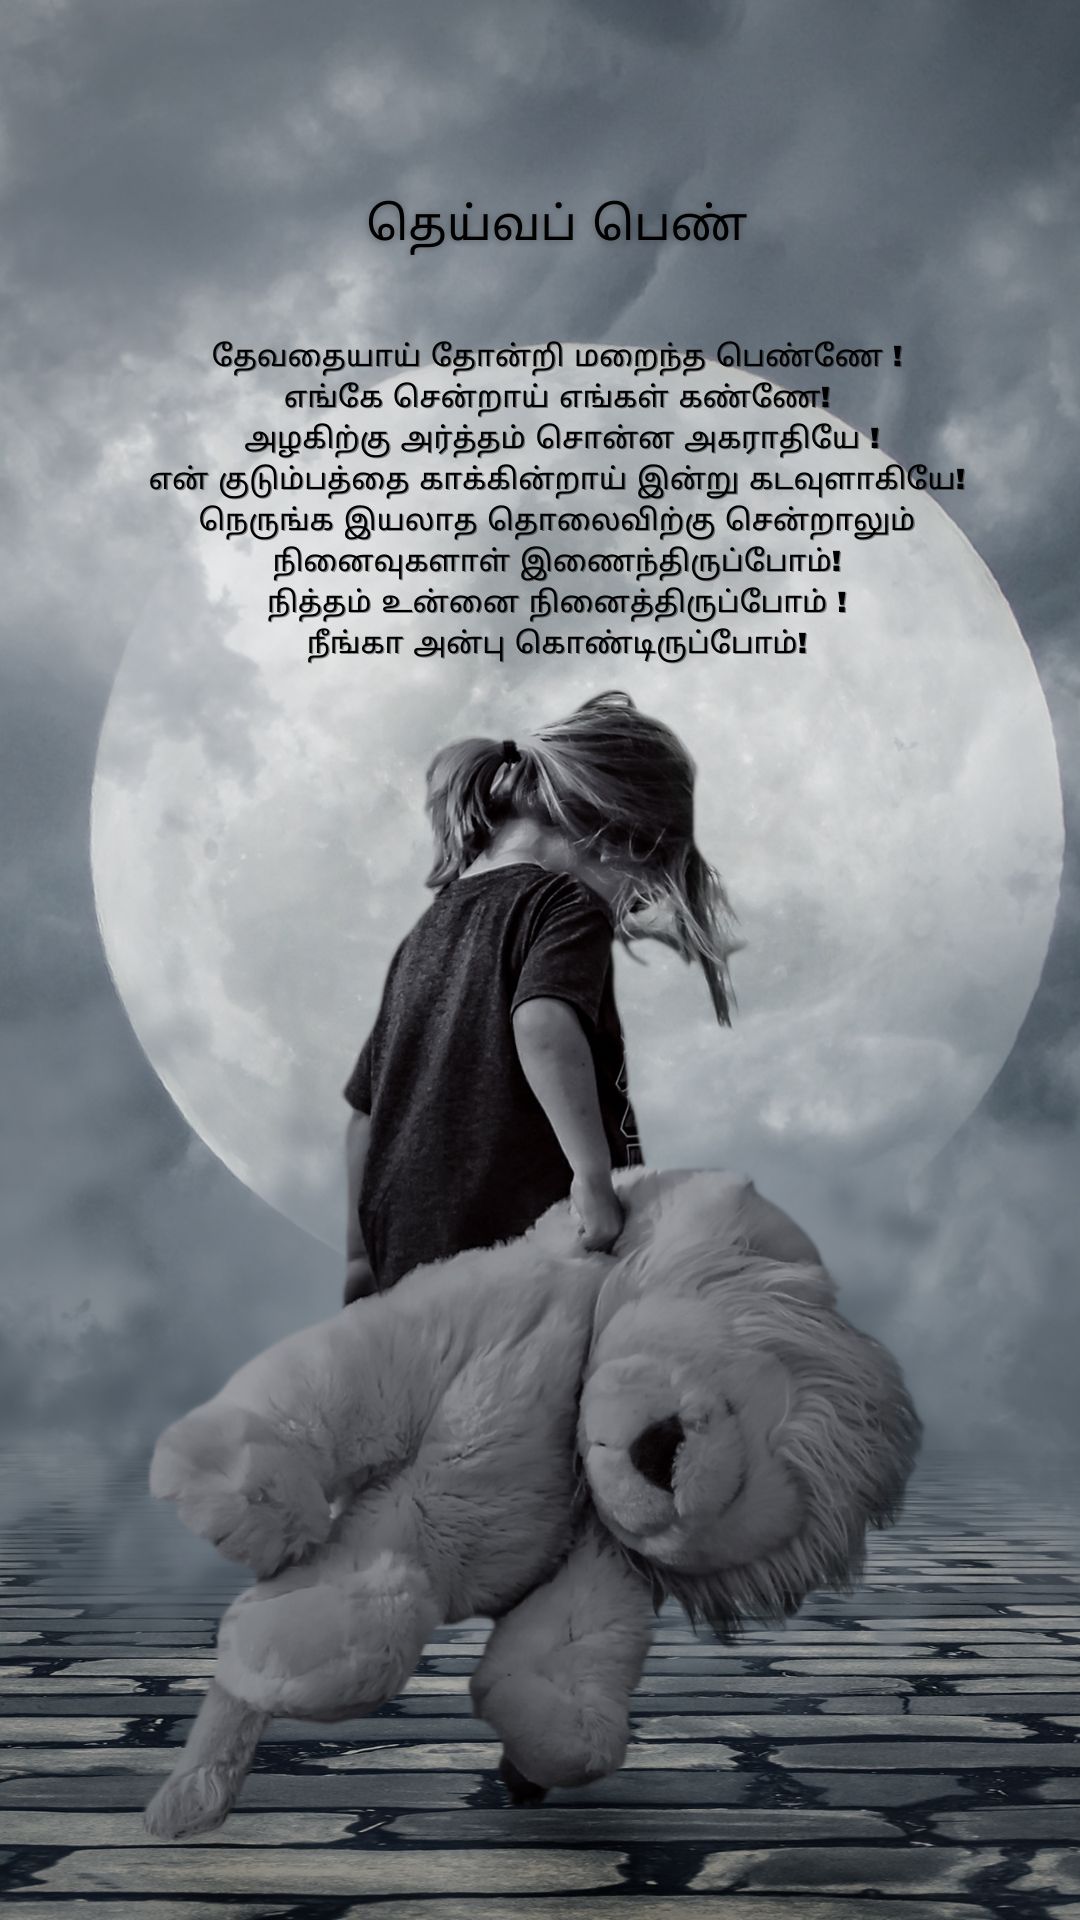 தெய்வப் பெண்
தேவதையாய் தோன்றி மறைந்த பெண்ணே !
எங்கே சென்றாய் எங்கள் கண்ணே!
அழகிற்கு அர்த்தம் சொன்ன அகராதியே !
என் குடும்பத்தை காக்கின்றாய் இன்று கடவுளாகியே!
நெருங்க இயலாத தொலைவிற்கு சென்றாலும்
நினைவுகளாள் இணைந்திருப்போம்!
நித்தம் உன்னை நினைத்திருப்போம் !
நீங்கா அன்பு கொண்டிருப்போம்!